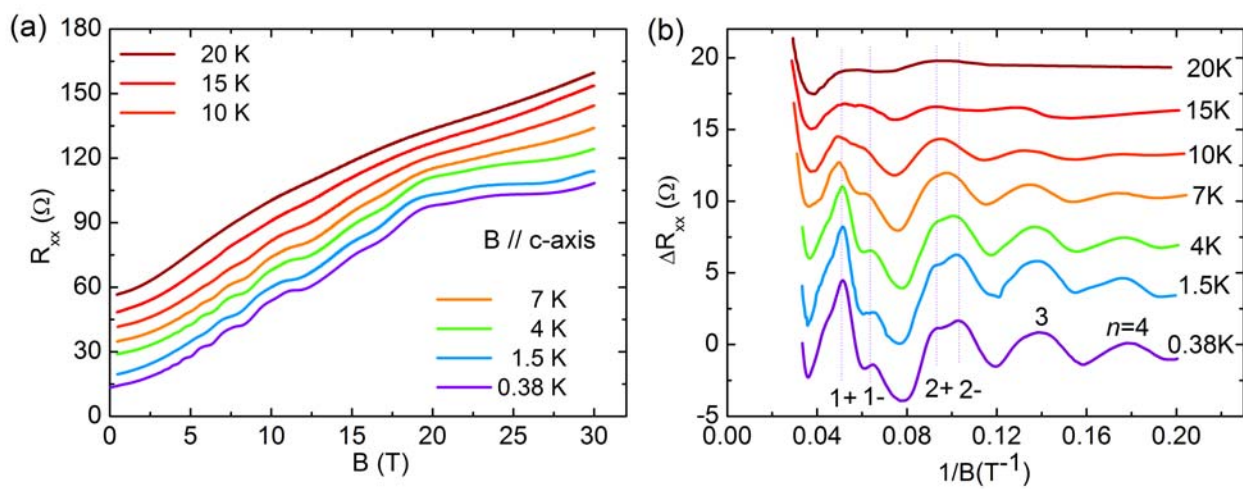 (a)
180
150
120
90
60
30
0
Rxx (Ω)
0
5
10
15
20
25
30
B (T)
20 K
15 K
10 K
B // c-axis
7 K
4 K
1.5 K
0.38 K
(b)
20
15
10
5
0
-5
ΔRxx (Ω)
0.00
0.04
0.08
0.12
0.16
0.20
1/B(T⁻¹)
20K
15K
10K
7K
4K
1.5K
0.38K
1+ 1-
2+ 2-
3
n=4